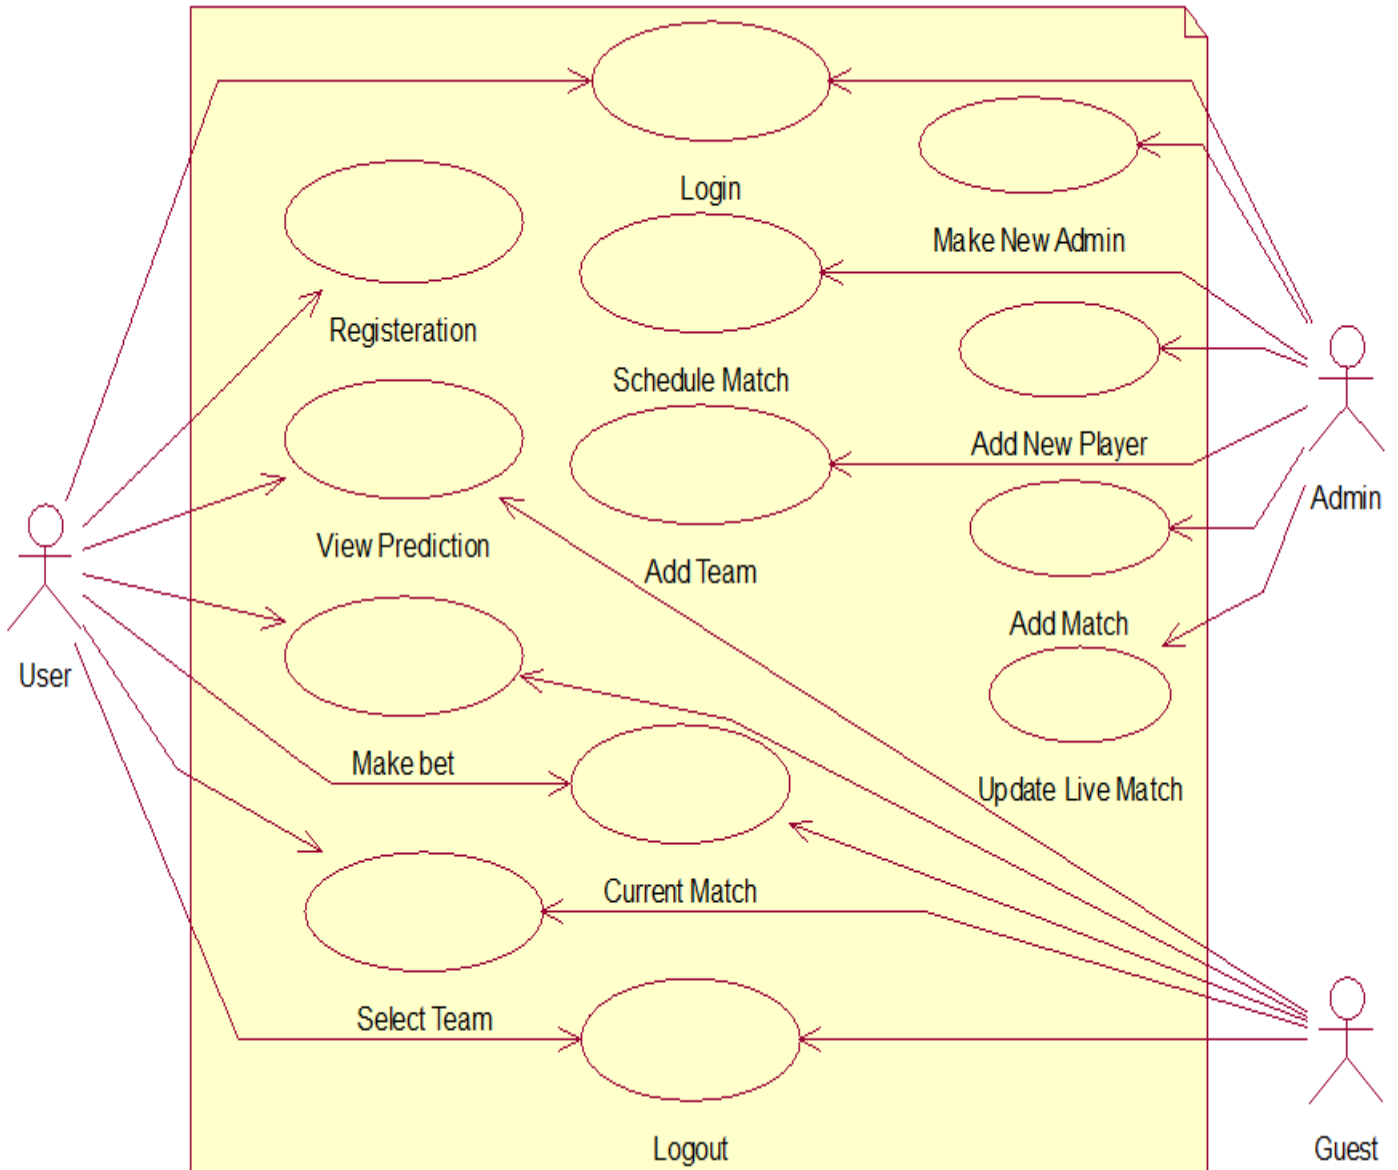 Login
Make New Admin
Registeration
Schedule Match
Add New Player
Admin
View Prediction
Add Team
Add Match
User
Make bet
Update Live Match
Current Match
Select Team
Logout
Guest